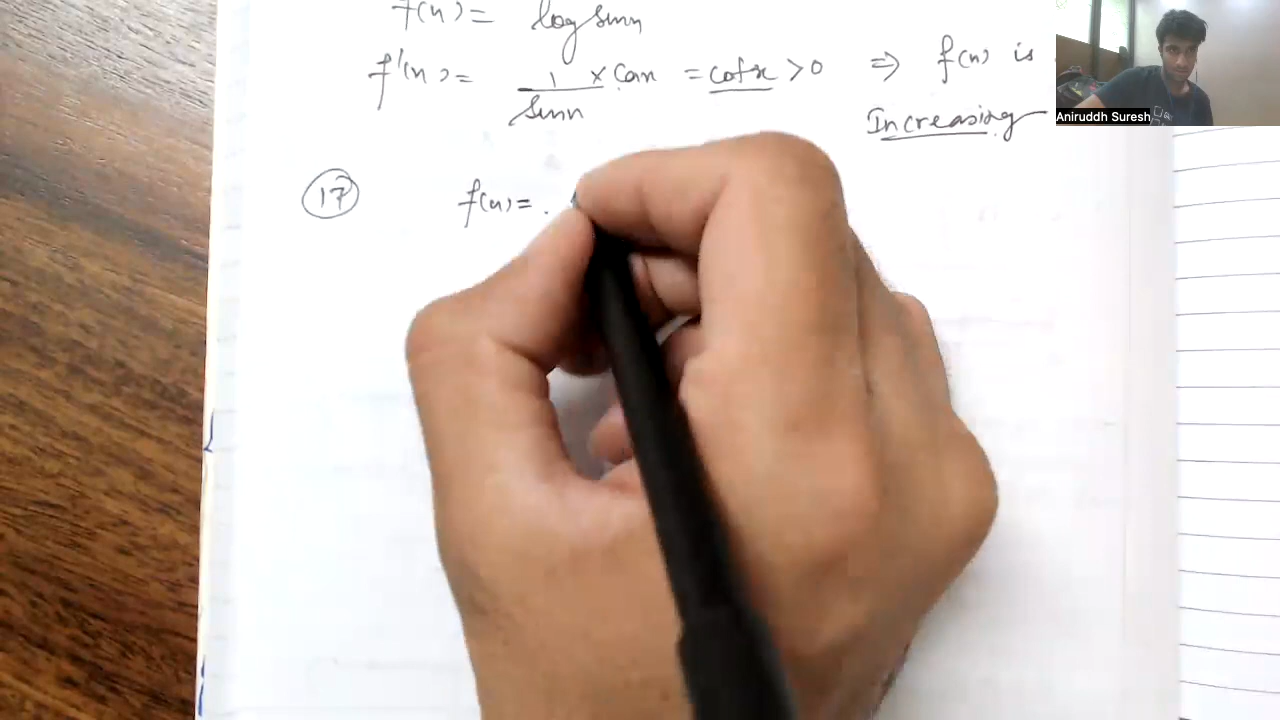 f(x) = log sinx
f'(x) = 1/sinx × cosx = cotx > 0 ⇒ f(x) is
Increasing
Aniruddh Suresh
17 f(x) = .